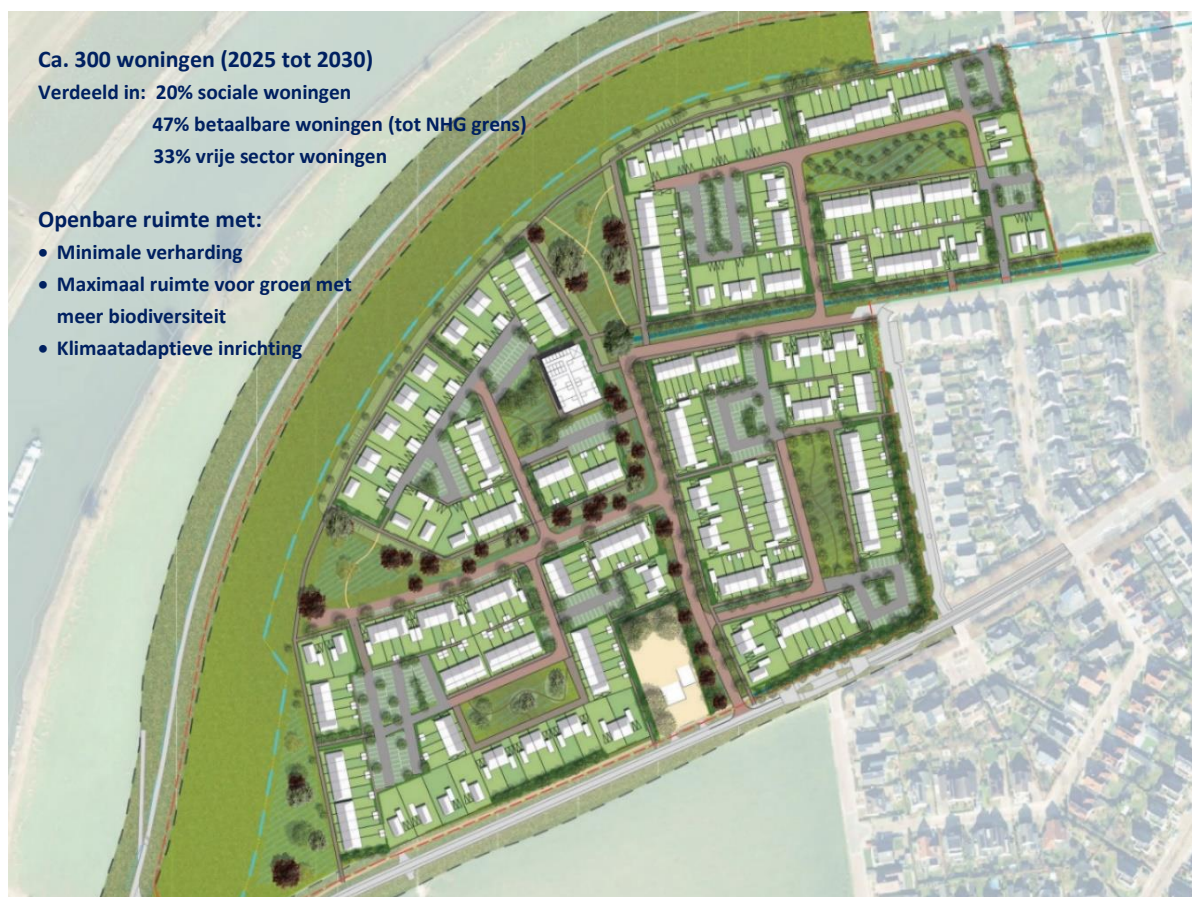 Ca. 300 woningen (2025 tot 2030)
Verdeeld in: 20% sociale woningen
47% betaalbare woningen (tot NHG grens)
33% vrije sector woningen
Openbare ruimte met:
• Minimale verharding
• Maximaal ruimte voor groen met
meer biodiversiteit
• Klimaatadaptieve inrichting